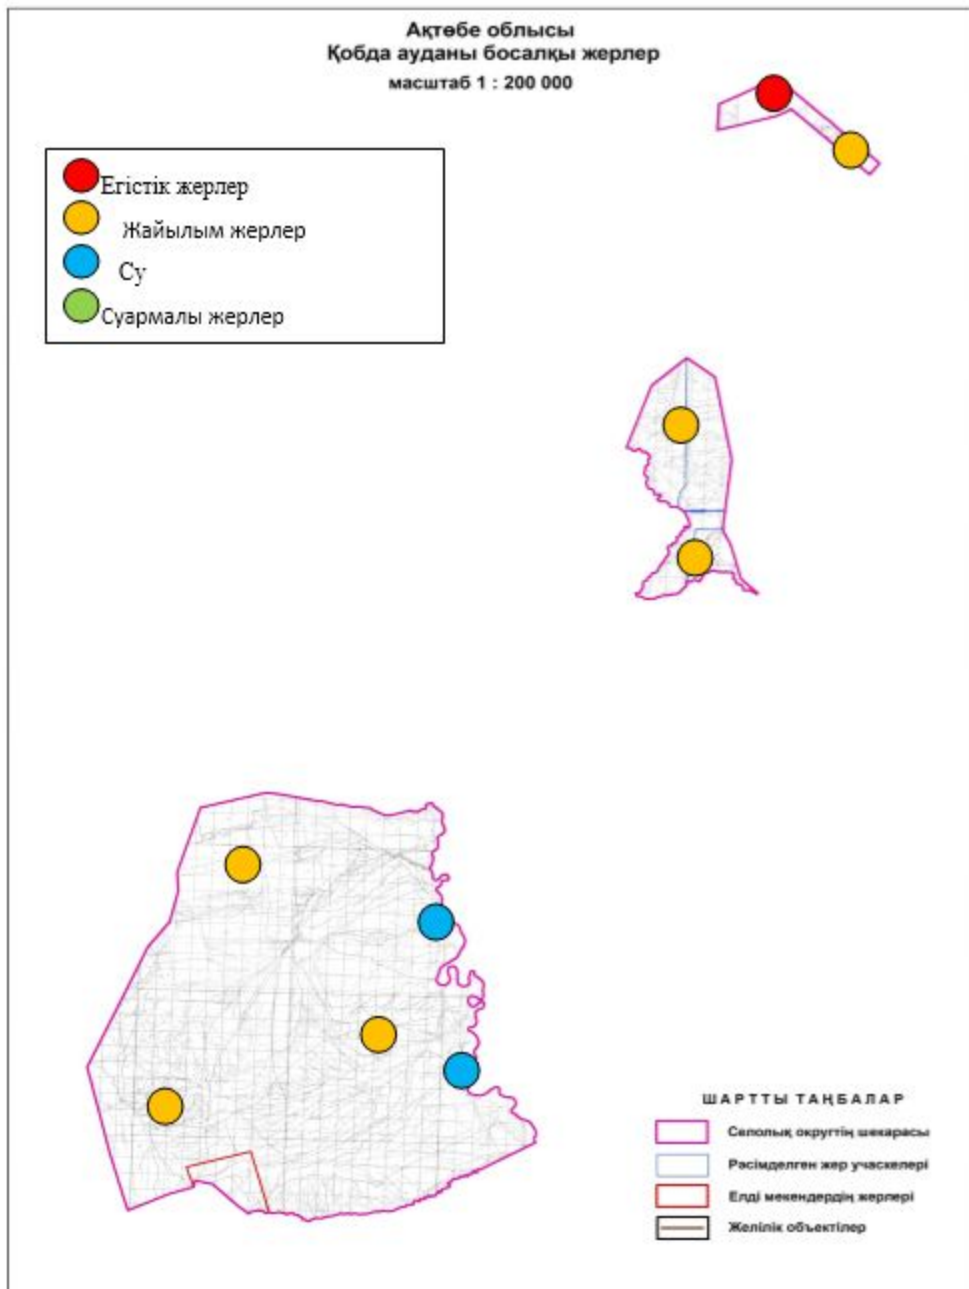 Ақтөбе облысы
Қобда ауданы босалқы жерлер
масштаб 1 : 200 000
Егістік жерлер
Жайылым жерлер
Су
Суармалы жерлер
ШАРТТЫ ТАҢБАЛАР
Селолық округтің шекарасы
Рәсімделген жер учаскелері
Елді мекендердің жерлері
Желілік объектілер